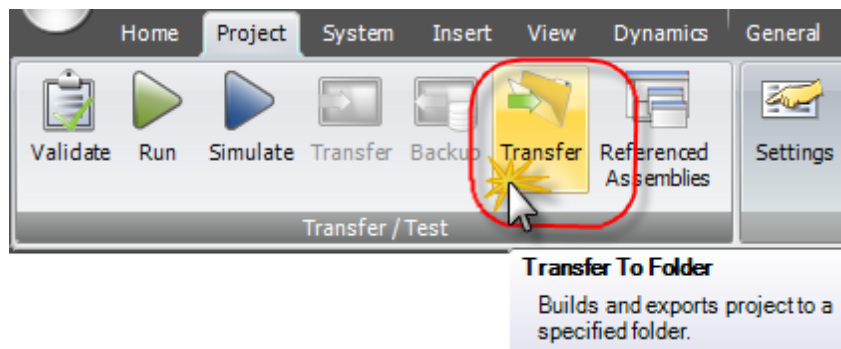 Home Project System Insert View Dynamics General
Validate Run Simulate Transfer Backup Transfer Referenced Assemblies Settings
Transfer / Test
Transfer To Folder
Builds and exports project to a
specified folder.